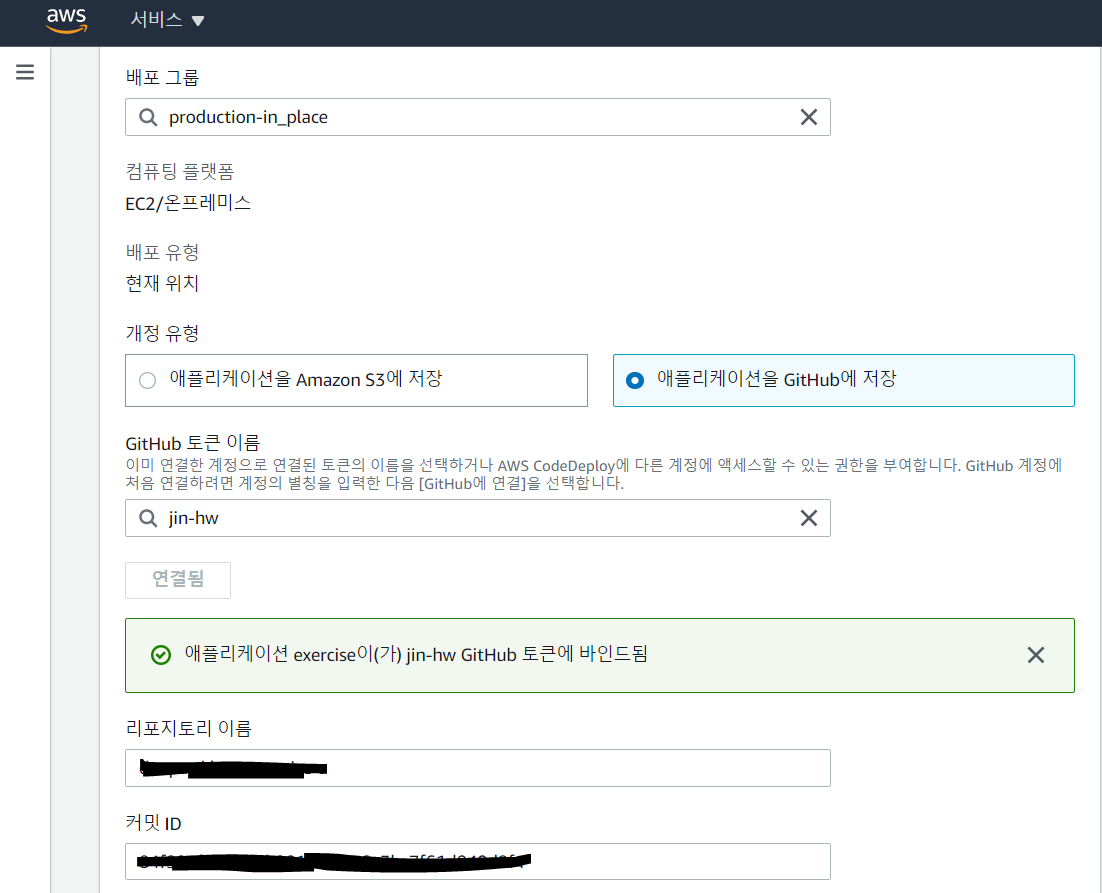 aws
서비스
배포 그룹
production-in_place
컴퓨팅 플랫폼
EC2/온프레미스
배포 유형
현재 위치
개정 유형
애플리케이션을 Amazon S3에 저장
애플리케이션을 GitHub에 저장
GitHub 토큰 이름
이미 연결한 계정으로 연결된 토큰의 이름을 선택하거나 AWS CodeDeploy에 다른 계정에 액세스할 수 있는 권한을 부여합니다. GitHub 계정에
처음 연결하려면 계정의 별칭을 입력한 다음 [GitHub에 연결]을 선택합니다.
jin-hw
연결됨
애플리케이션 exercise이(가) jin-hw GitHub 토큰에 바인드됨
리포지토리 이름
커밋 ID